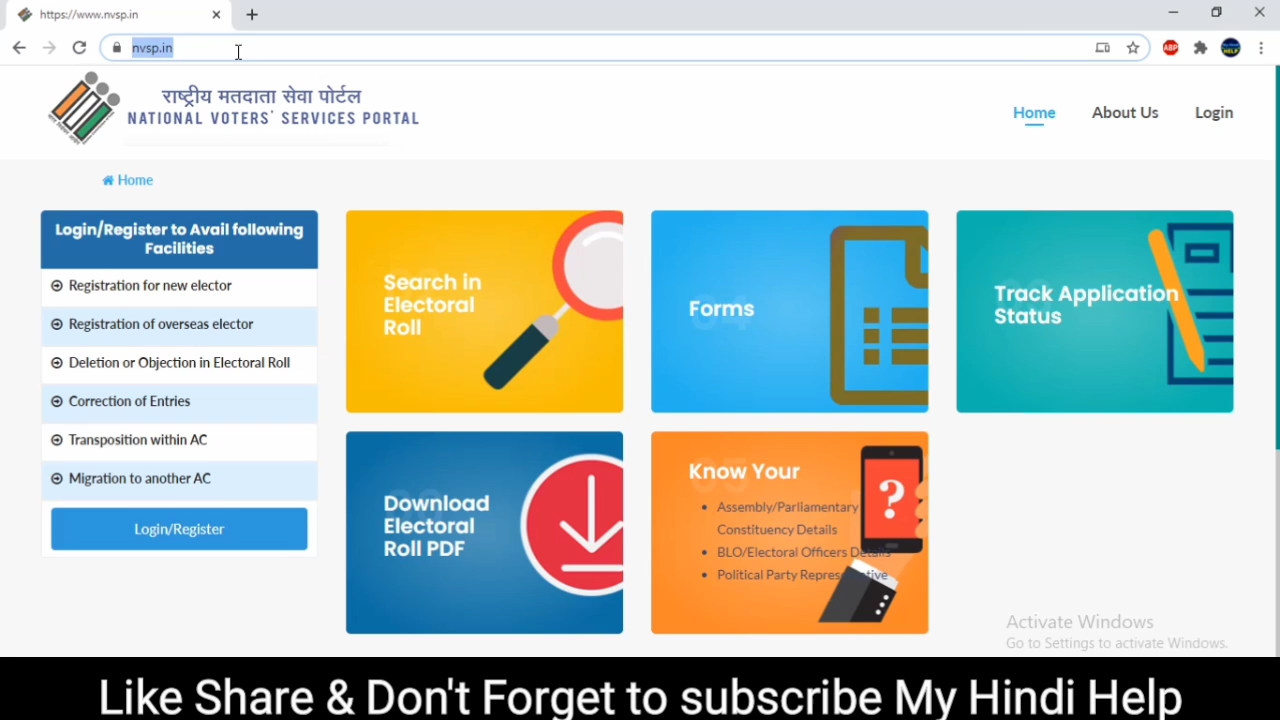 https://www.nvsp.in
nvsp.in
ABP
HELP
राष्ट्रीय मतदाता सेवा पोर्टल
NATIONAL VOTERS' SERVICES PORTAL
Home
About Us
Login
Home
Login/Register to Avail following
Facilities
Registration for new elector
Registration of overseas elector
Deletion or Objection in Electoral Roll
Correction of Entries
Transposition within AC
Migration to another AC
Login/Register
Search in
Electoral
Roll
Forms
Track Application
Status
Download
Electoral
Roll PDF
Know Your
Assembly/Parliamentary
Constituency Details
BLO/Electoral Officers Details
Political Party Representative
?
Activate Windows
Go to Settings to activate Windows.
Like Share & Don't Forget to subscribe My Hindi Help